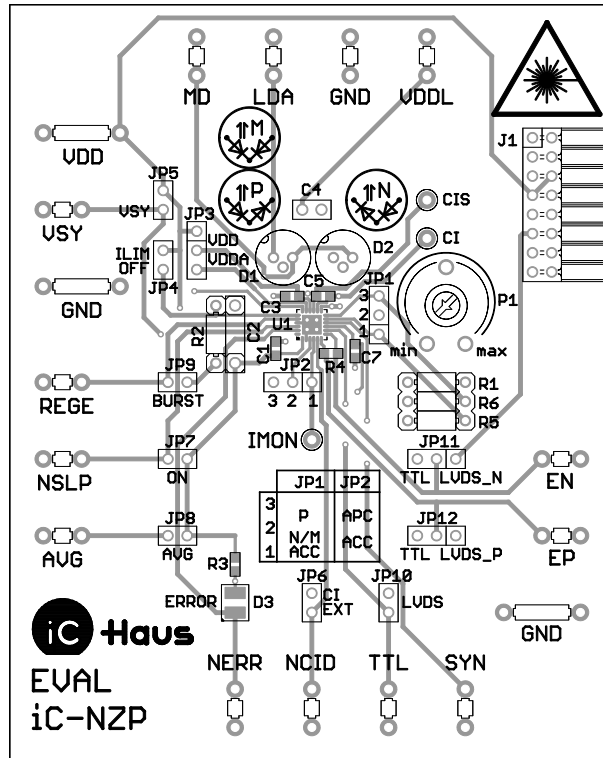 MD LDA GND VDDL
M
J1
VDD
JP5
P N
C4
VSY
CIS
VSY
JP3
VDD
CI
ILIM
OFF
VDDA
D1
D2
GND
JP4
C5
JP1
P1
C3
3
2
1
R2
C2
U1
C1
R4
C7
min max
JP9
JP2
R1
REGE
BURST
3 2 1
R6
R5
JP7
IMON
JP11
NSLP
ON
TTL LVDS_N
EN
JP1 JP2
JP8
3 P APC
JP12
AVG
2 N/M
AVG
1 ACC ACC
TTL LVDS_P
EP
R3
JP6
JP10
ERROR
D3
CI
EXT
LVDS
iC Haus
GND
NERR NCID TTL SYN
EVAL
iC-NZP